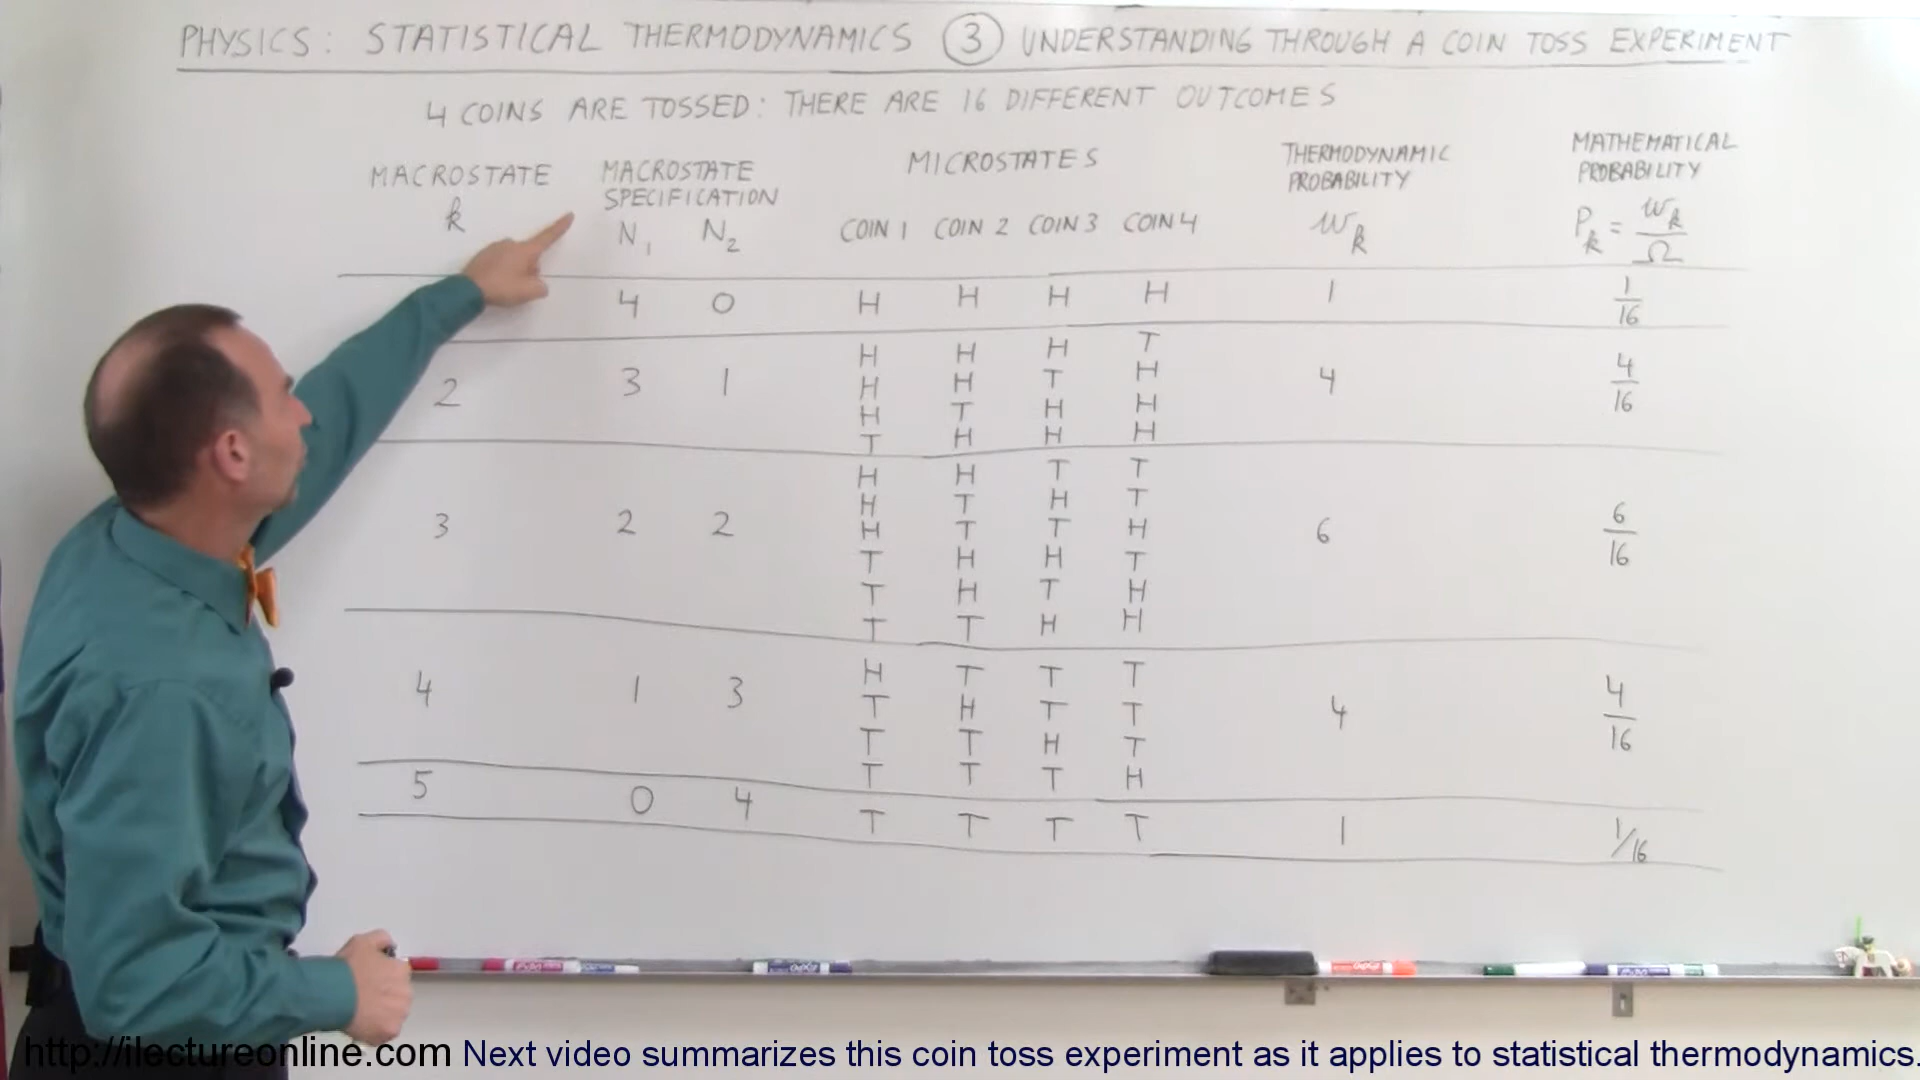 PHYSICS: STATISTICAL THERMODYNAMICS ③ UNDERSTANDING THROUGH A COIN TOSS EXPERIMENT
4 COINS ARE TOSSED: THERE ARE 16 DIFFERENT OUTCOMES
MACROSTATE
k
MACROSTATE
SPECIFICATION
N₁ N₂
MICROSTATES
COIN 1 COIN 2 COIN 3 COIN 4
THERMODYNAMIC
PROBABILITY
w_k
MATHEMATICAL
PROBABILITY
P_k = w_k/Ω
4 0 H H H H 1 1/16
H H H T
2 3 1 H H T H 4 4/16
H T H H
T H H H
H H T T
H T H T
3 2 2 H T T H 6 6/16
T H H T
T H T H
T T H H
H T T T
4 1 3 T H T T 4 4/16
T T H T
T T T H
5 0 4 T T T T 1 1/16
http://ilectureonline.com Next video summarizes this coin toss experiment as it applies to statistical thermodynamics.